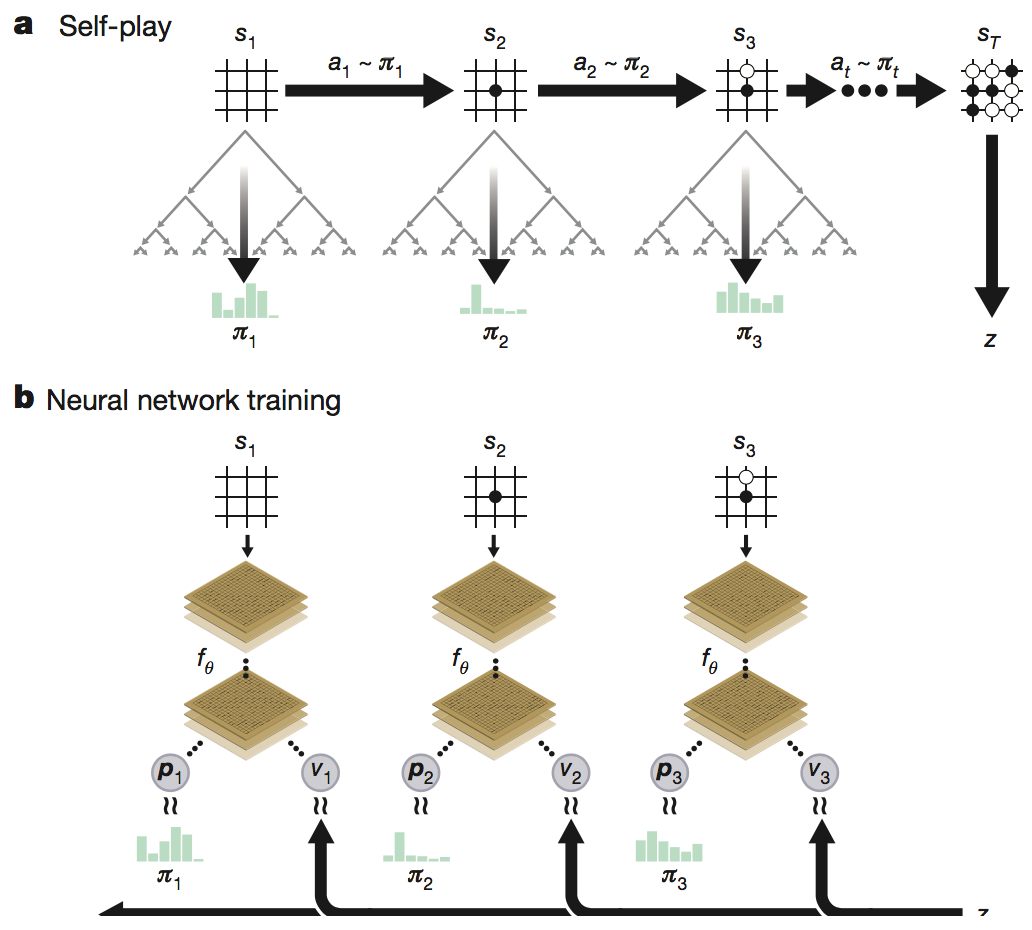 a Self-play
s1 s2 s3 sT
a1 ~ π1 a2 ~ π2 at ~ πt
π1 π2 π3 z
b Neural network training
s1 s2 s3
fθ fθ fθ
p1 v1 p2 v2 p3 v3
π1 π2 π3
z